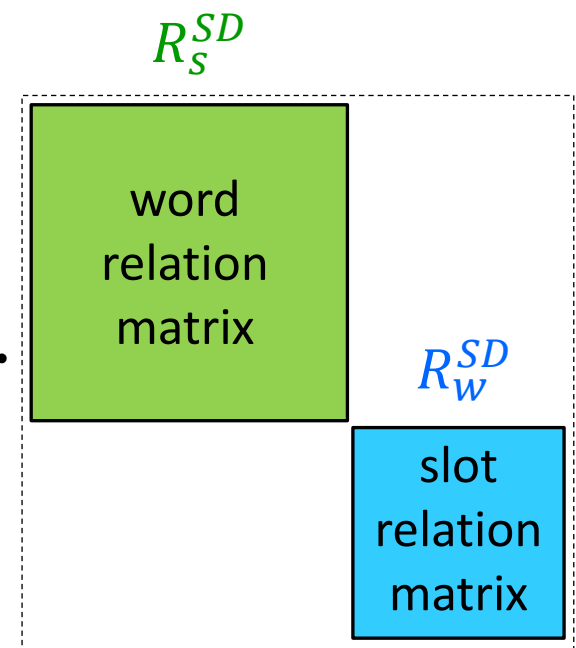 R_s^{SD}
word
relation
matrix
R_w^{SD}
slot
relation
matrix